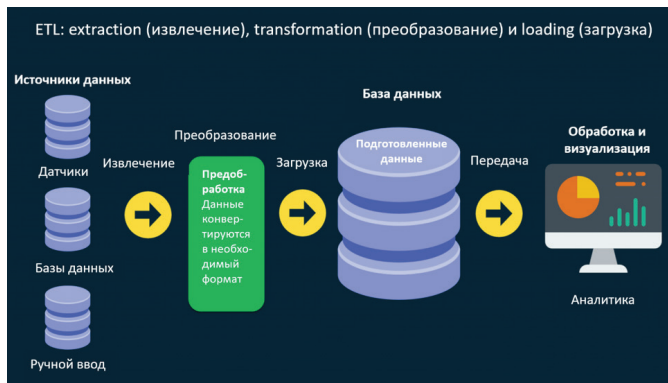 ETL: extraction (извлечение), transformation (преобразование) и loading (загрузка)
Источники данных
Датчики
Базы данных
Ручной ввод
Извлечение
Преобразование
Предоб-
работка
Данные
конвер-
тируются
в необхо-
димый
формат
Загрузка
База данных
Подготовленные
данные
Передача
Обработка и
визуализация
Аналитика